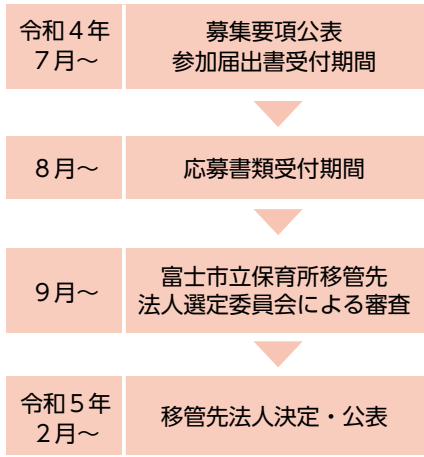 令和４年
７月～
募集要項公表
参加届出書受付期間
８月～
応募書類受付期間
９月～
富士市立保育所移管先
法人選定委員会による審査
令和５年
２月～
移管先法人決定・公表